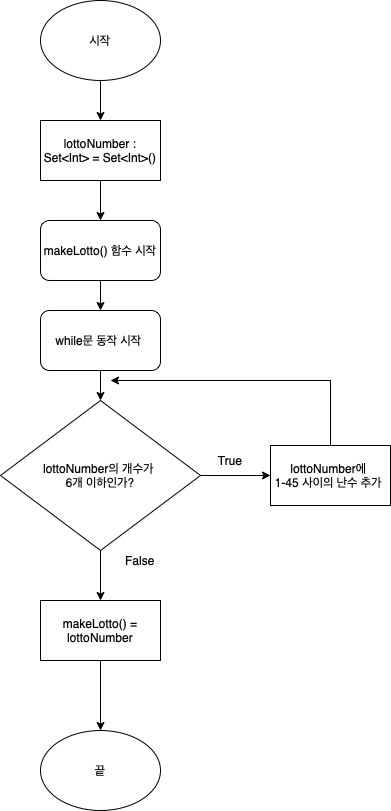 시작
lottoNumber :
Set<Int> = Set<Int>()
makeLotto() 함수 시작
while문 동작 시작
lottoNumber의 개수가
6개 이하인가?
True
lottoNumber에
1-45 사이의 난수 추가
False
makeLotto() =
lottoNumber
끝